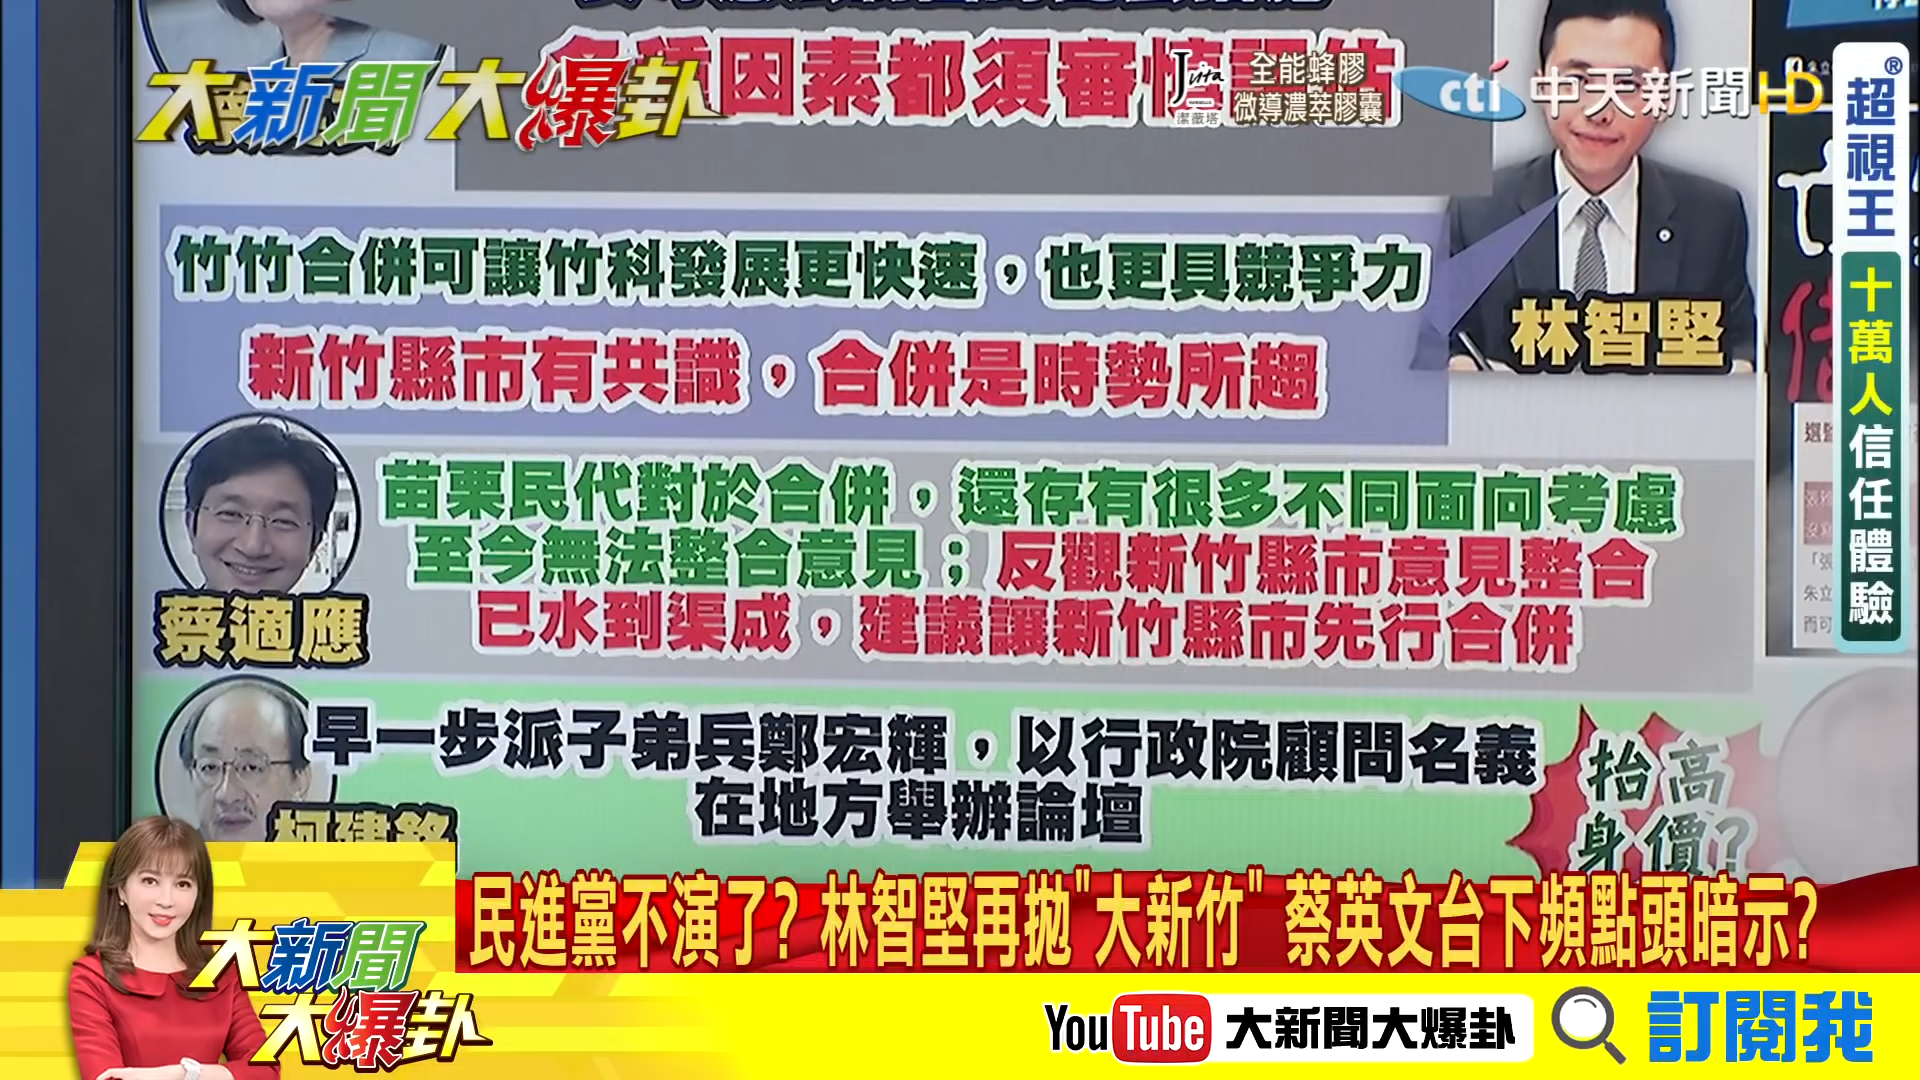 因素都須審慎評估
大新聞大爆卦
J Vita
潔薇塔
全能蜂膠
微導濃萃膠囊
cti 中天新聞HD
超視王®
十萬人信任體驗
竹竹合併可讓竹科發展更快速，也更具競爭力
新竹縣市有共識，合併是時勢所趨
林智堅
苗栗民代對於合併，還存有很多不同面向考慮
至今無法整合意見；反觀新竹縣市意見整合
已水到渠成，建議讓新竹縣市先行合併
蔡適應
早一步派子弟兵鄭宏輝，以行政院顧問名義
在地方舉辦論壇
柯建銘
抬高
身價?
民進黨不演了? 林智堅再拋"大新竹" 蔡英文台下頻點頭暗示?
大新聞
大爆卦
YouTube 大新聞大爆卦
訂閱我